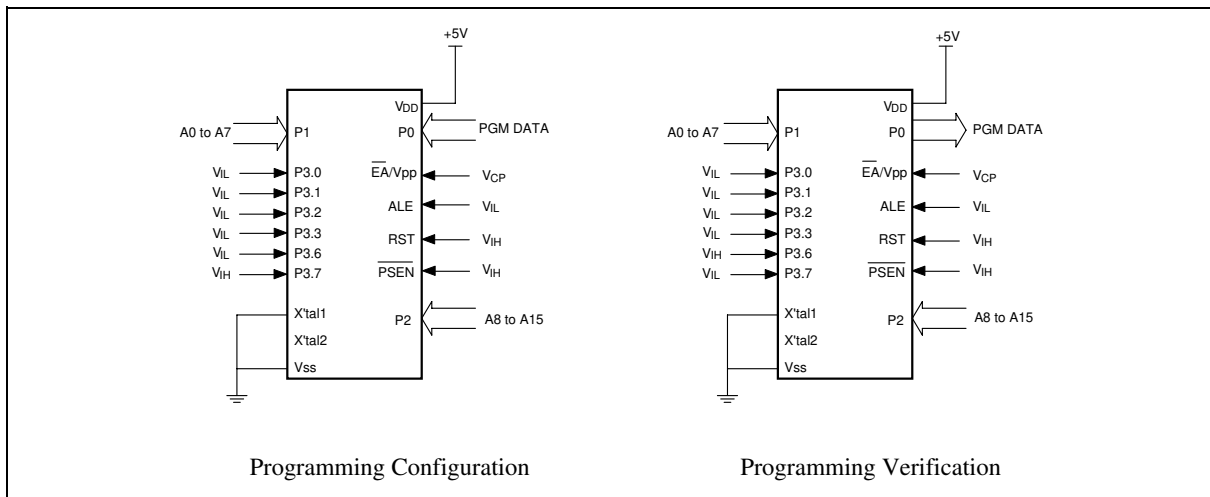 +5V
VDD
A0 to A7
P1
P0
PGM DATA
VIL
P3.0
EA/Vpp
VCP
VIL
P3.1
VIL
P3.2
ALE
VIL
VIL
P3.3
RST
VIH
VIL
P3.6
VIH
P3.7
PSEN
VIH
X'tal1
P2
A8 to A15
X'tal2
Vss
Programming Configuration
+5V
VDD
A0 to A7
P1
P0
PGM DATA
VIL
P3.0
EA/Vpp
VCP
VIL
P3.1
VIL
P3.2
ALE
VIL
VIL
P3.3
RST
VIH
VIH
P3.6
VIL
P3.7
PSEN
VIH
X'tal1
P2
A8 to A15
X'tal2
Vss
Programming Verification